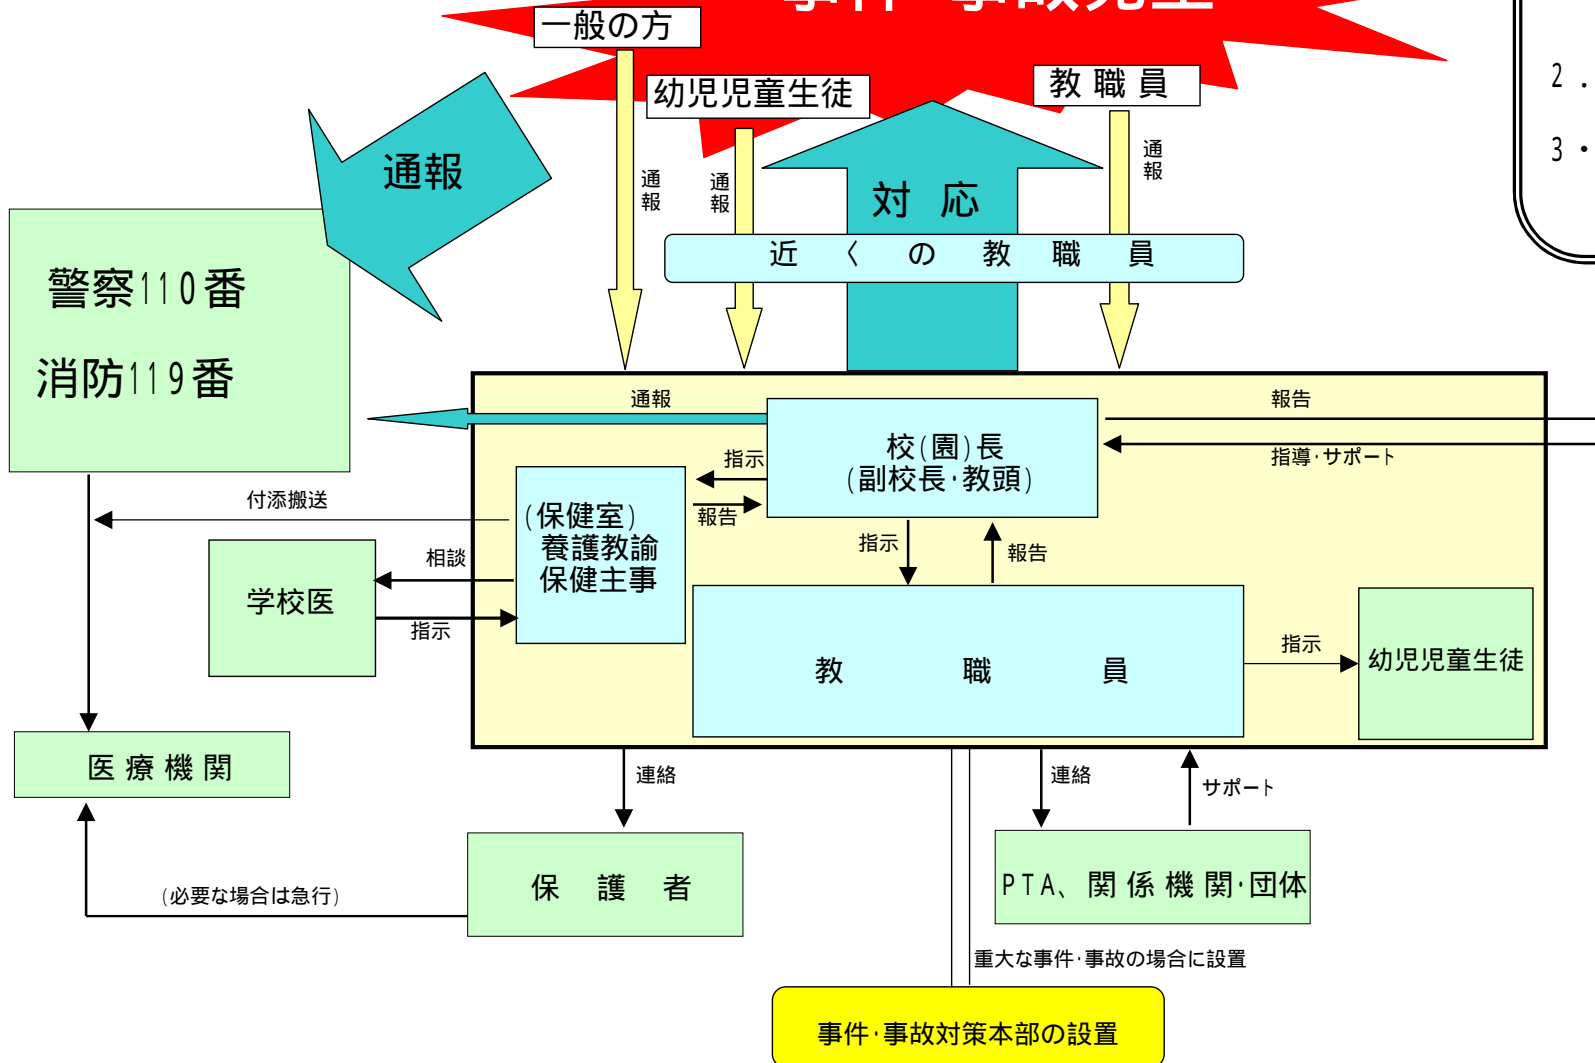 事件・事故発生
一般の方
幼児児童生徒
教職員
2.
3・
通報
通報
通報
通報
対応
近くの教職員
警察110番
消防119番
通報
報告
校(園)長
(副校長・教頭)
指導・サポート
指示
報告
付添搬送
(保健室)
養護教諭
保健主事
指示
報告
相談
学校医
指示
教職員
指示
幼児児童生徒
医療機関
連絡
連絡
サポート
保護者
PTA、関係機関・団体
(必要な場合は急行)
重大な事件・事故の場合に設置
事件・事故対策本部の設置